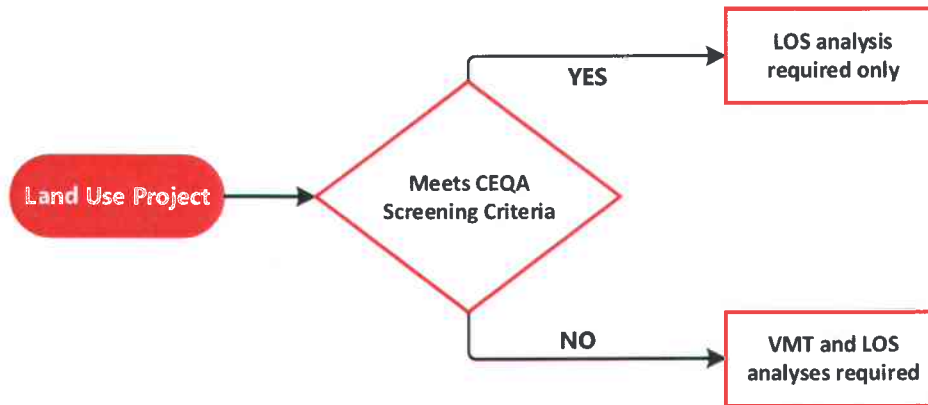 LOS analysis
required only
YES
Land Use Project
Meets CEQA
Screening Criteria
NO
VMT and LOS
analyses required